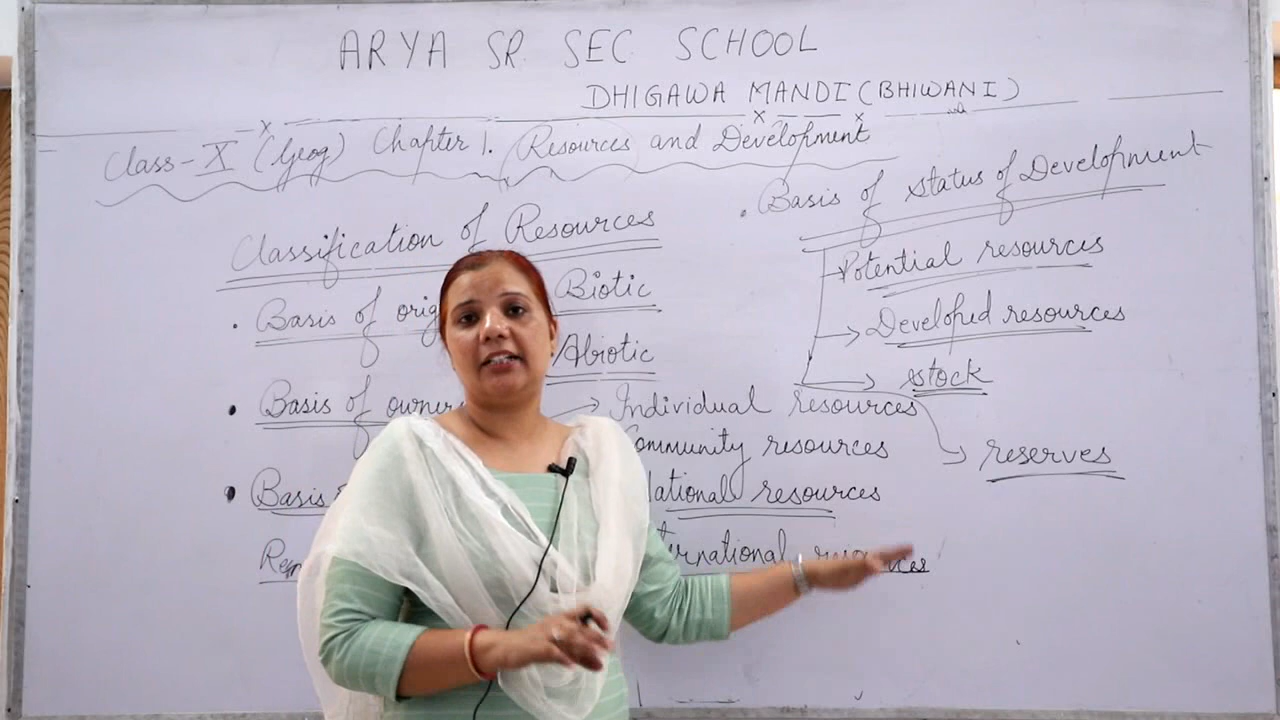 ARYA SR. SEC SCHOOL
DHIGAWA MANDI (BHIWANI)
Class-X (Geog) Chapter 1. Resources and Development
Classification of Resources
• Basis of
Biotic
Abiotic
• Basis of
Individual resources
Community resources
• Basis
National resources
resources
• Basis of status of Development
Potential resources
Developed resources
stock
reserves